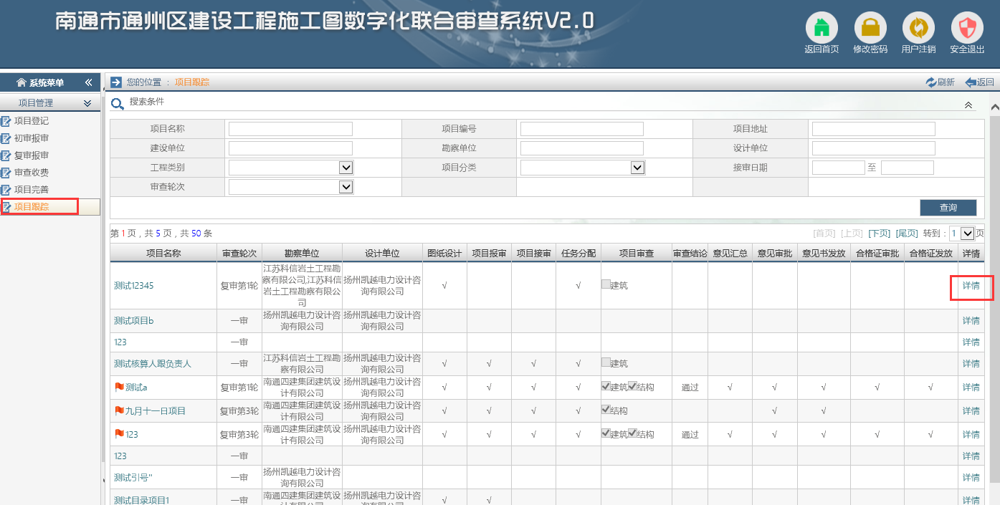 南通市通州区建设工程施工图数字化联合审查系统V2.0
返回首页 修改密码 用户注销 安全退出
系统菜单
项目管理
项目登记
初审报审
复审报审
审查收费
项目完善
项目跟踪
您的位置 : 项目跟踪
刷新 返回
搜索条件
项目名称 项目编号 项目地址
建设单位 勘察单位 设计单位
工程类别 项目分类 接审日期 至
审查轮次
查询
第 1 页 , 共 5 页 , 共 50 条
[首页] [上页] [下页] [尾页] 转到 : 1 页
项目名称 审查轮次 勘察单位 设计单位 图纸设计 项目报审 项目接审 任务分配 项目审查 审查结论 意见汇总 意见审批 意见书发放 合格证审批 合格证发放 详情
测试12345 复审第1轮 江苏科信岩土工程勘察有限公司,江苏科信岩土工程勘察有限公司 扬州凯越电力设计咨询有限公司 √ √ 建筑 详情
测试项目b 一审 扬州凯越电力设计咨询有限公司 扬州凯越电力设计咨询有限公司 详情
123 一审 详情
测试核算人跟负责人 一审 江苏科信岩土工程勘察有限公司 扬州凯越电力设计咨询有限公司 √ √ √ √ 建筑 详情
测试a 复审第1轮 南通四建集团建筑设计有限公司 扬州凯越电力设计咨询有限公司 √ √ √ √ 建筑 结构 通过 √ √ √ √ √ 详情
九月十一日项目 复审第3轮 南通四建集团建筑设计有限公司 扬州凯越电力设计咨询有限公司 √ √ √ √ 结构 √ √ 详情
123 复审第3轮 南通四建集团建筑设计有限公司 扬州凯越电力设计咨询有限公司 √ √ √ √ 建筑 结构 通过 √ √ √ √ √ 详情
123 一审 详情
测试引号" 一审 扬州凯越电力设计咨询有限公司 详情
测试目录项目1 一审 南通四建集团建筑设计有限公司 扬州凯越电力设计咨询有限公司 √ √ 详情